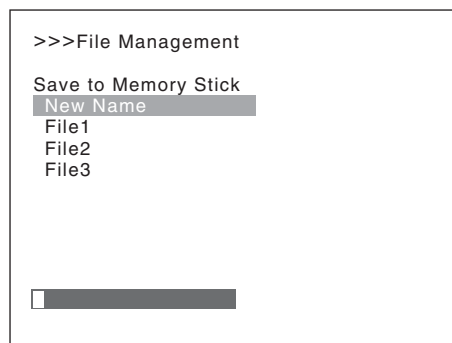 >>>File Management
Save to Memory Stick
New Name
File1
File2
File3